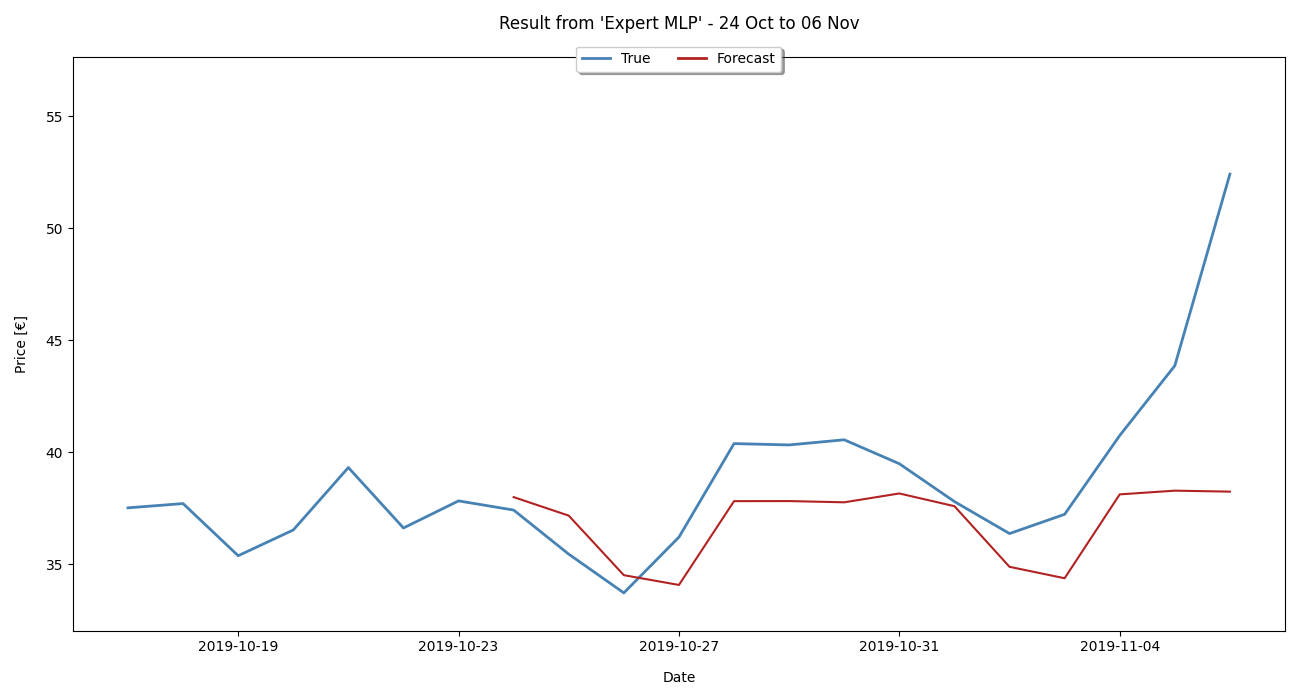 Result from 'Expert MLP' - 24 Oct to 06 Nov
True Forecast
55
50
45
40
35
Price [€]
2019-10-19 2019-10-23 2019-10-27 2019-10-31 2019-11-04
Date